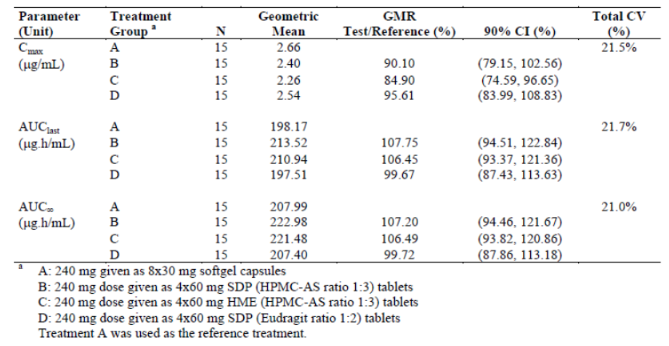 Parameter (Unit) Treatment Group a N Geometric Mean GMR Test/Reference (%) 90% CI (%) Total CV (%)
Cmax (μg/mL) A 15 2.66 21.5%
B 15 2.40 90.10 (79.15, 102.56)
C 15 2.26 84.90 (74.59, 96.65)
D 15 2.54 95.61 (83.99, 108.83)
AUClast (μg.h/mL) A 15 198.17 21.7%
B 15 213.52 107.75 (94.51, 122.84)
C 15 210.94 106.45 (93.37, 121.36)
D 15 197.51 99.67 (87.43, 113.63)
AUC∞ (μg.h/mL) A 15 207.99 21.0%
B 15 222.98 107.20 (94.46, 121.67)
C 15 221.48 106.49 (93.82, 120.86)
D 15 207.40 99.72 (87.86, 113.18)
a A: 240 mg given as 8x30 mg softgel capsules
B: 240 mg dose given as 4x60 mg SDP (HPMC-AS ratio 1:3) tablets
C: 240 mg dose given as 4x60 mg HME (HPMC-AS ratio 1:3) tablets
D: 240 mg dose given as 4x60 mg SDP (Eudragit ratio 1:2) tablets
Treatment A was used as the reference treatment.